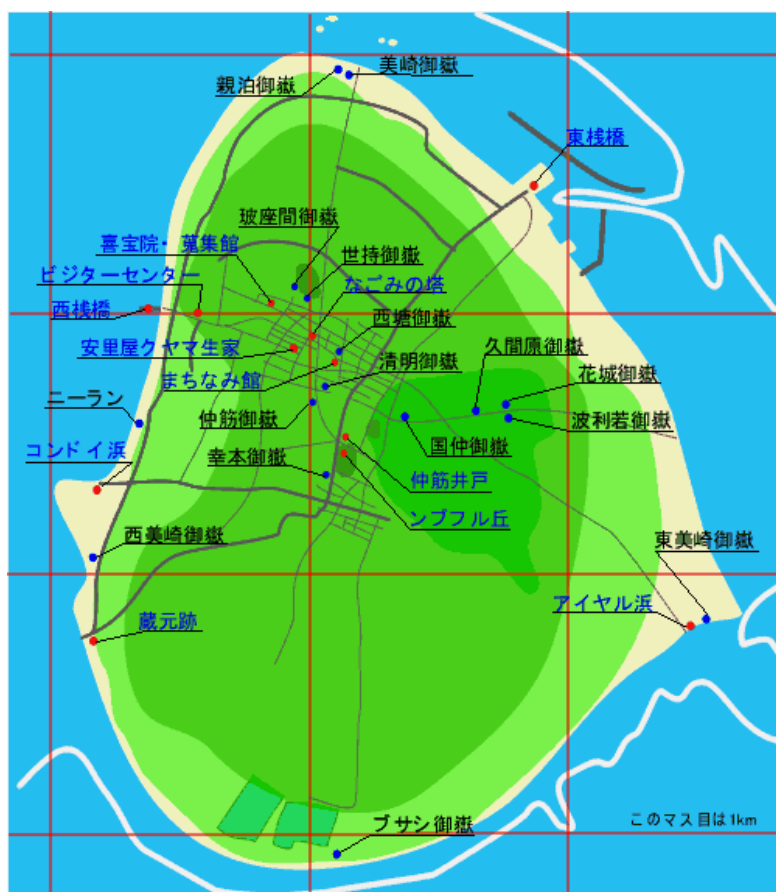 美崎御嶽
親泊御嶽
東桟橋
玻座間御嶽
喜宝院・蒐集館
世持御嶽
ビジターセンター
なごみの塔
西桟橋
西塘御嶽
安里屋クヤマ生家
久間原御嶽
清明御嶽
花城御嶽
まちなみ館
ニーラン
仲筋御嶽
波利若御嶽
国仲御嶽
コンドイ浜
幸本御嶽
仲筋井戸
ンブフル丘
西美崎御嶽
東美崎御嶽
アイヤル浜
蔵元跡
ブサシ御嶽
このマス目は1km